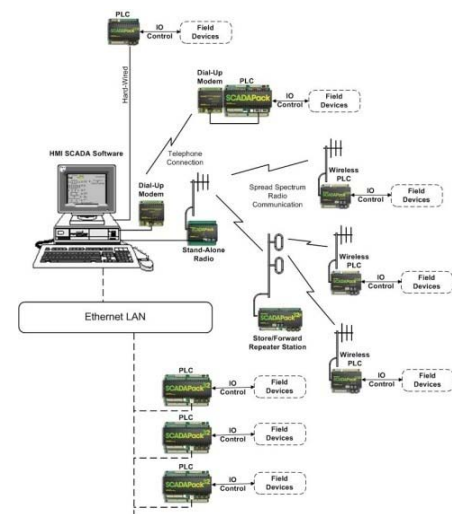 PLC
IO
Control
Field
Devices
Hard-Wired
Dial-Up
Modem
PLC
SCADAPack
IO
Control
Field
Devices
Telephone
Connection
HMI SCADA Software
Dial-Up
Modem
Stand-Alone
Radio
Spread Spectrum
Radio
Communication
Wireless
PLC
IO
Control
Field
Devices
Wireless
PLC
IO
Control
Field
Devices
Ethernet LAN
SCADAPack
Store/Forward
Repeater Station
Wireless
PLC
IO
Control
Field
Devices
PLC
SCADAPack
IO
Control
Field
Devices
PLC
SCADAPack
IO
Control
Field
Devices
PLC
SCADAPack
IO
Control
Field
Devices